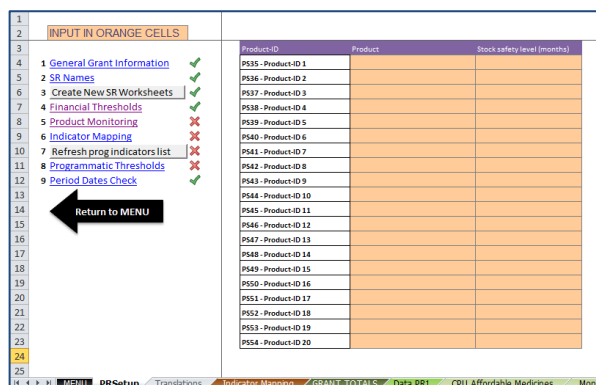 1
2 INPUT IN ORANGE CELLS
3 Product-ID Product Stock safety level (months)
4 1 General Grant Information PS35 - Product-ID 1
5 2 SR Names PS36 - Product-ID 2
6 3 Create New SR Worksheets PS37 - Product-ID 3
7 4 Financial Thresholds PS38 - Product-ID 4
8 5 Product Monitoring PS39 - Product-ID 5
9 6 Indicator Mapping PS40 - Product-ID 6
10 7 Refresh prog indicators list PS41 - Product-ID 7
11 8 Programmatic Thresholds PS42 - Product-ID 8
12 9 Period Dates Check PS43 - Product-ID 9
13 PS44 - Product-ID 10
14 Return to MENU PS45 - Product-ID 11
15 PS46 - Product-ID 12
16 PS47 - Product-ID 13
17 PS48 - Product-ID 14
18 PS49 - Product-ID 15
19 PS50 - Product-ID 16
20 PS51 - Product-ID 17
21 PS52 - Product-ID 18
22 PS53 - Product-ID 19
23 PS54 - Product-ID 20
24
25
MENU PRSetup Translations Indicator Mapping GRANT TOTALS Data PR1 CPU Affordable Medicines Mon